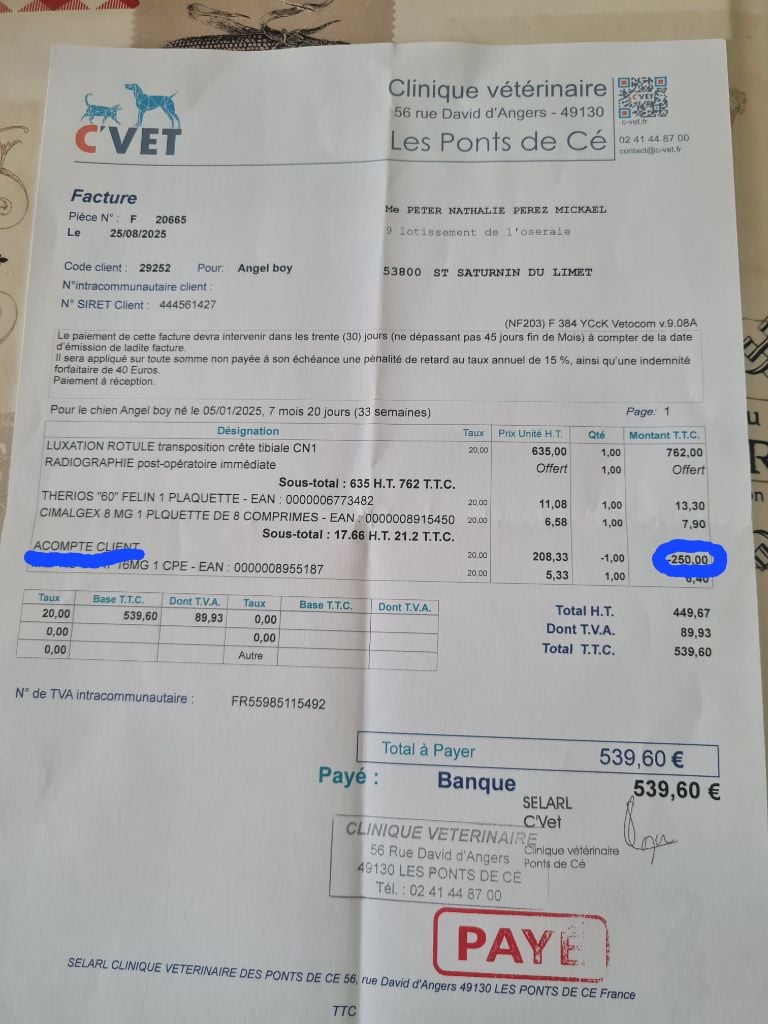 C'VET
Clinique vétérinaire
56 rue David d'Angers - 49130
Les Ponts de Cé
C'VET
c-vet.fr
02 41 44 87 00
contact@c-vet.fr
Facture
Pièce N° : F 20665
Le 25/08/2025
Me PETER NATHALIE PEREZ MICKAEL
9 lotissement de l'oseraie
53800 ST SATURNIN DU LIMET
Code client : 29252 Pour: Angel boy
N°intracommunautaire client :
N° SIRET Client : 444561427
(NF203) F 384 YCcK Vetocom v.9.08A
Le paiement de cette facture devra intervenir dans les trente (30) jours (ne dépassant pas 45 jours fin de Mois) à compter de la date
d'émission de ladite facture.
Il sera appliqué sur toute somme non payée à son échéance une pénalité de retard au taux annuel de 15 %, ainsi qu'une indemnité
forfaitaire de 40 Euros.
Paiement à réception.
Pour le chien Angel boy né le 05/01/2025, 7 mois 20 jours (33 semaines) Page: 1
Désignation Taux Prix Unité H.T. Qté Montant T.T.C.
LUXATION ROTULE transposition crête tibiale CN1 20,00 635,00 1,00 762,00
RADIOGRAPHIE post-opératoire immédiate Offert 1,00 Offert
Sous-total : 635 H.T. 762 T.T.C.
THERIOS "60" FELIN 1 PLAQUETTE - EAN : 0000006773482 20,00 11,08 1,00 13,30
CIMALGEX 8 MG 1 PLQUETTE DE 8 COMPRIMES - EAN : 0000008915450 20,00 6,58 1,00 7,90
Sous-total : 17.66 H.T. 21.2 T.T.C.
ACOMPTE CLIENT 20,00 208,33 -1,00 -250,00
16MG 1 CPE - EAN : 0000008955187 20,00 5,33 1,00 6,40
Taux Base T.T.C. Dont T.V.A. Taux Base T.T.C. Dont T.V.A.
20,00 539,60 89,93 0,00
0,00 0,00
0,00 Autre
Total H.T. 449,67
Dont T.V.A. 89,93
Total T.T.C. 539,60
N° de TVA intracommunautaire : FR55985115492
Total à Payer 539,60 €
Payé : Banque 539,60 €
SELARL
C'Vet
Clinique vétérinaire
Ponts de Cé
CLINIQUE VETERINAIRE
56 Rue David d'Angers
49130 LES PONTS DE CÉ
Tél. : 02 41 44 87 00
PAYÉ
SELARL CLINIQUE VETERINAIRE DES PONTS DE CE 56, rue David d'Angers 49130 LES PONTS DE CE France
TTC